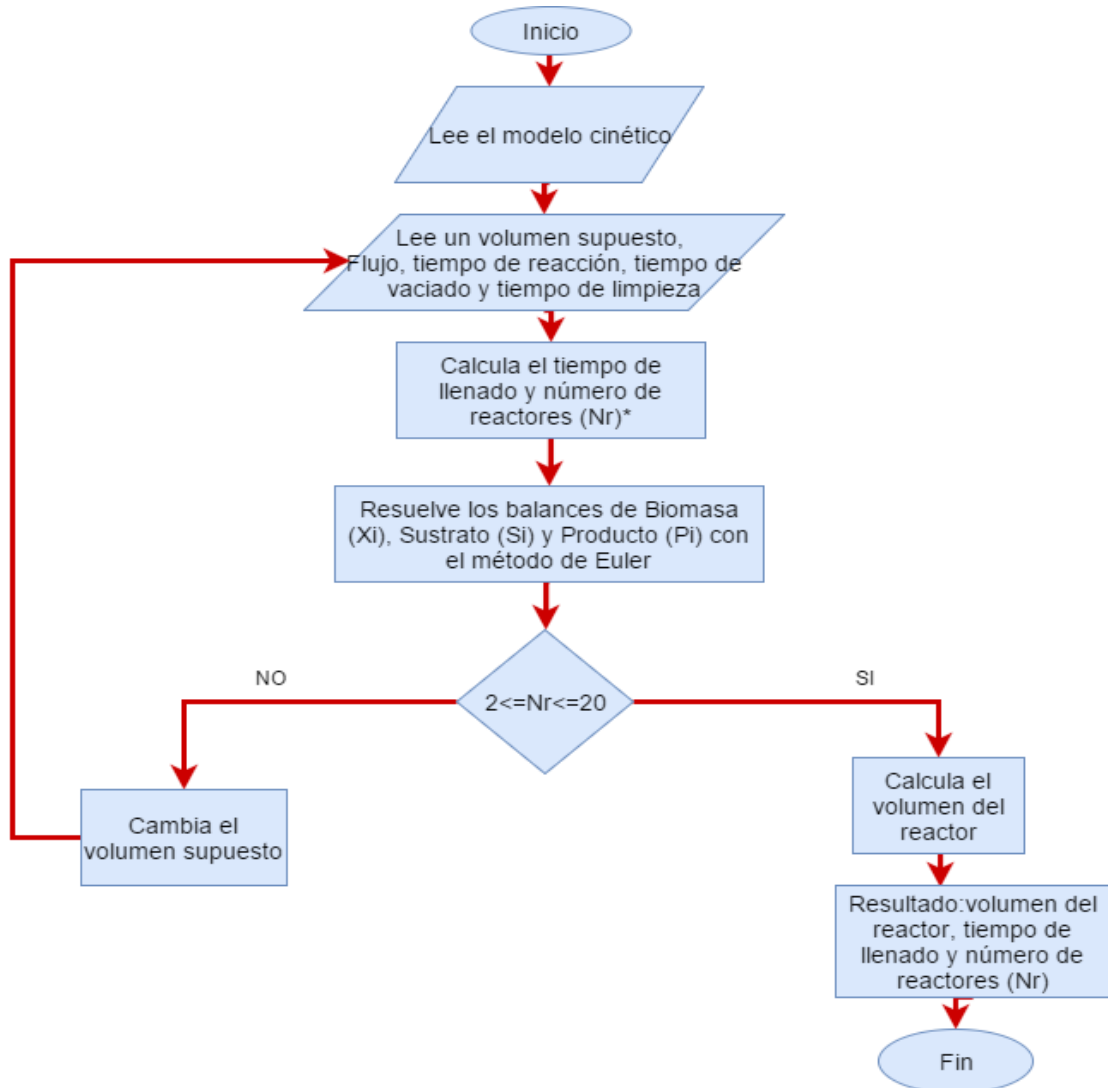 Inicio
Lee el modelo cinético
Lee un volumen supuesto,
Flujo, tiempo de reacción, tiempo de
vaciado y tiempo de limpieza
Calcula el tiempo de
llenado y número de
reactores (Nr)*
Resuelve los balances de Biomasa
(Xi), Sustrato (Si) y Producto (Pi) con
el método de Euler
2<=Nr<=20
NO
SI
Cambia el
volumen supuesto
Calcula el
volumen del
reactor
Resultado:volumen del
reactor, tiempo de
llenado y número de
reactores (Nr)
Fin